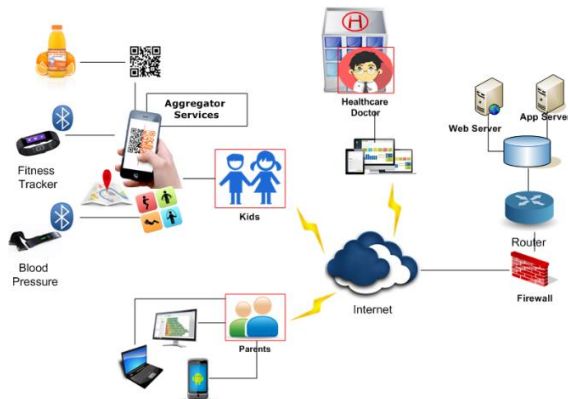 Aggregator
Services
Fitness
Tracker
Blood
Pressure
Kids
Parents
H
Healthcare
Doctor
Internet
Web Server
App Server
Router
Firewall